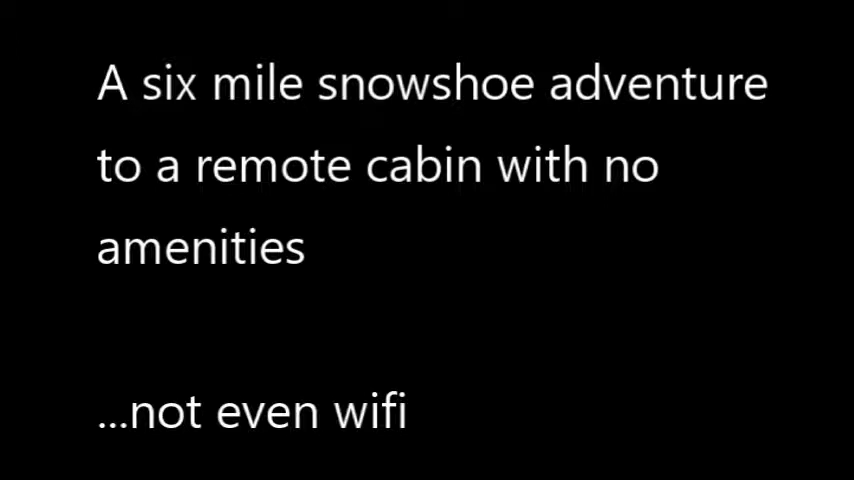 A six mile snowshoe adventure
to a remote cabin with no
amenities
...not even wifi